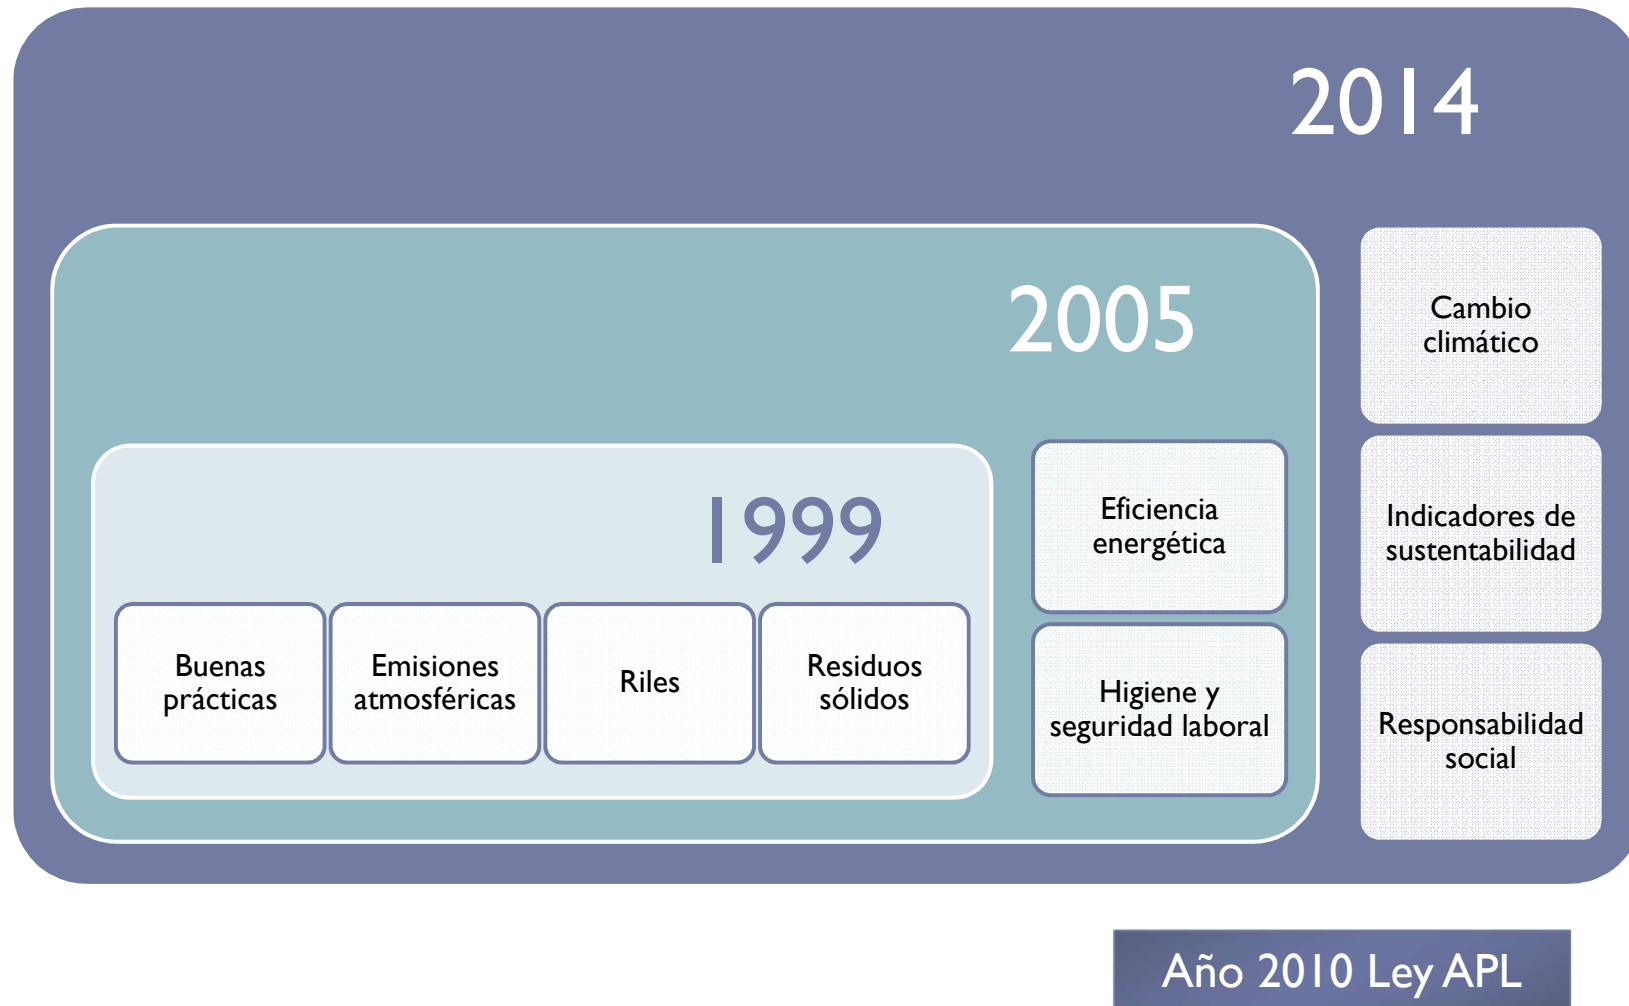 2014
2005
1999
Buenas
prácticas
Emisiones
atmosféricas
Riles
Residuos
sólidos
Eficiencia
energética
Higiene y
seguridad laboral
Cambio
climático
Indicadores de
sustentabilidad
Responsabilidad
social
Año 2010 Ley APL